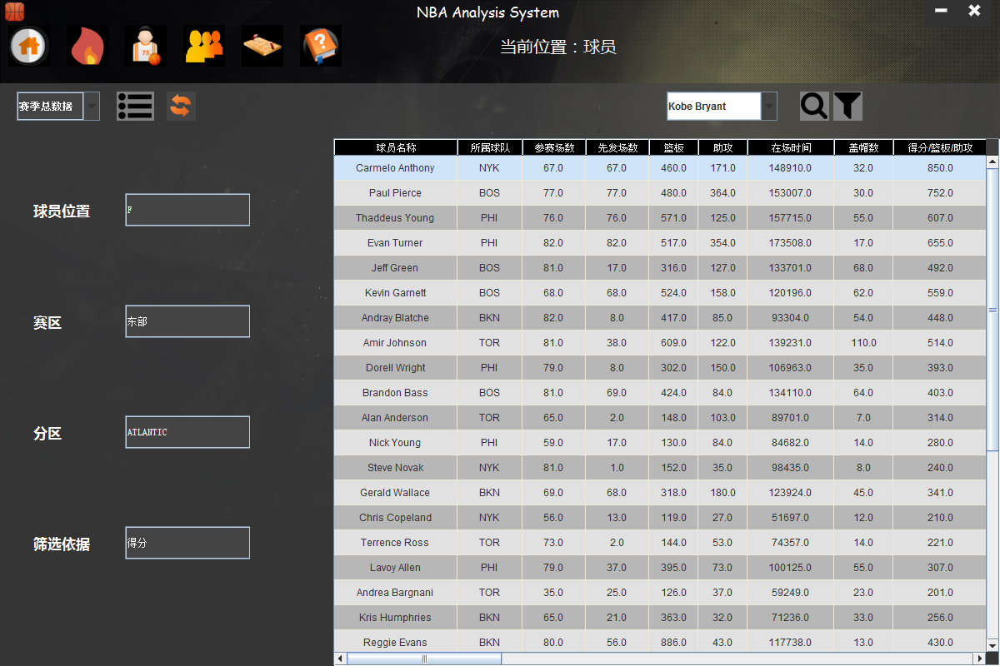 NBA Analysis System
当前位置：球员
75
赛季总数据
Kobe Bryant
球员位置 F
赛区 东部
分区 ATLANTIC
筛选依据 得分
球员名称 所属球队 参赛场数 先发场数 篮板 助攻 在场时间 盖帽数 得分/篮板/助攻
Carmelo Anthony NYK 67.0 67.0 460.0 171.0 148910.0 32.0 850.0
Paul Pierce BOS 77.0 77.0 480.0 364.0 153007.0 30.0 752.0
Thaddeus Young PHI 76.0 76.0 571.0 125.0 157715.0 55.0 607.0
Evan Turner PHI 82.0 82.0 517.0 354.0 173508.0 17.0 655.0
Jeff Green BOS 81.0 17.0 316.0 127.0 133701.0 68.0 492.0
Kevin Garnett BOS 68.0 68.0 524.0 158.0 120196.0 62.0 559.0
Andray Blatche BKN 82.0 8.0 417.0 85.0 93304.0 54.0 448.0
Amir Johnson TOR 81.0 38.0 609.0 122.0 139231.0 110.0 514.0
Dorell Wright PHI 79.0 8.0 302.0 150.0 106963.0 35.0 393.0
Brandon Bass BOS 81.0 69.0 424.0 84.0 134110.0 64.0 403.0
Alan Anderson TOR 65.0 2.0 148.0 103.0 89701.0 7.0 314.0
Nick Young PHI 59.0 17.0 130.0 84.0 84682.0 14.0 280.0
Steve Novak NYK 81.0 1.0 152.0 35.0 98435.0 8.0 240.0
Gerald Wallace BKN 69.0 68.0 318.0 180.0 123924.0 45.0 341.0
Chris Copeland NYK 56.0 13.0 119.0 27.0 51697.0 12.0 210.0
Terrence Ross TOR 73.0 2.0 144.0 53.0 74357.0 14.0 221.0
Lavoy Allen PHI 79.0 37.0 395.0 73.0 100125.0 55.0 307.0
Andrea Bargnani TOR 35.0 25.0 126.0 37.0 59249.0 23.0 201.0
Kris Humphries BKN 65.0 21.0 363.0 32.0 71236.0 33.0 256.0
Reggie Evans BKN 80.0 56.0 886.0 43.0 117738.0 13.0 430.0